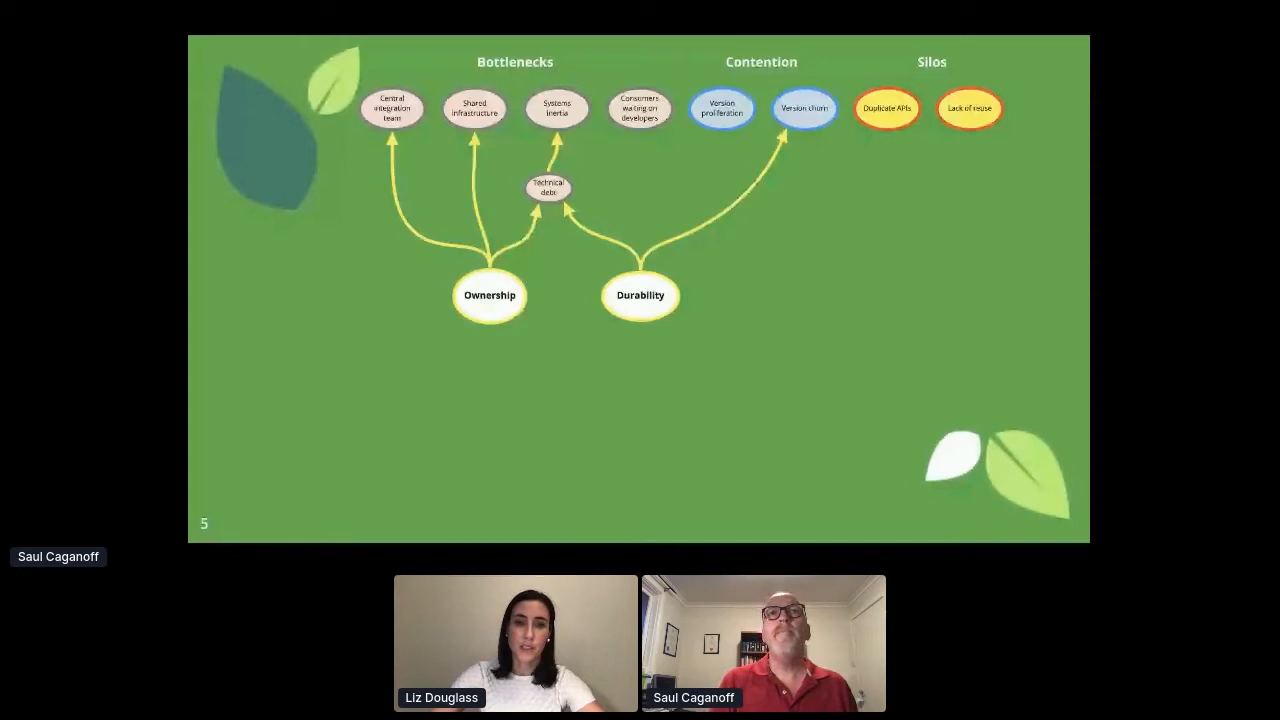 Bottlenecks
Contention
Silos
Central
integration
team
Shared
infrastructure
Systems
inertia
Consumers
waiting on
developers
Version
proliferation
Version churn
Duplicate APIs
Lack of reuse
Technical
debt
Ownership
Durability
5
Saul Caganoff
Liz Douglass
Saul Caganoff